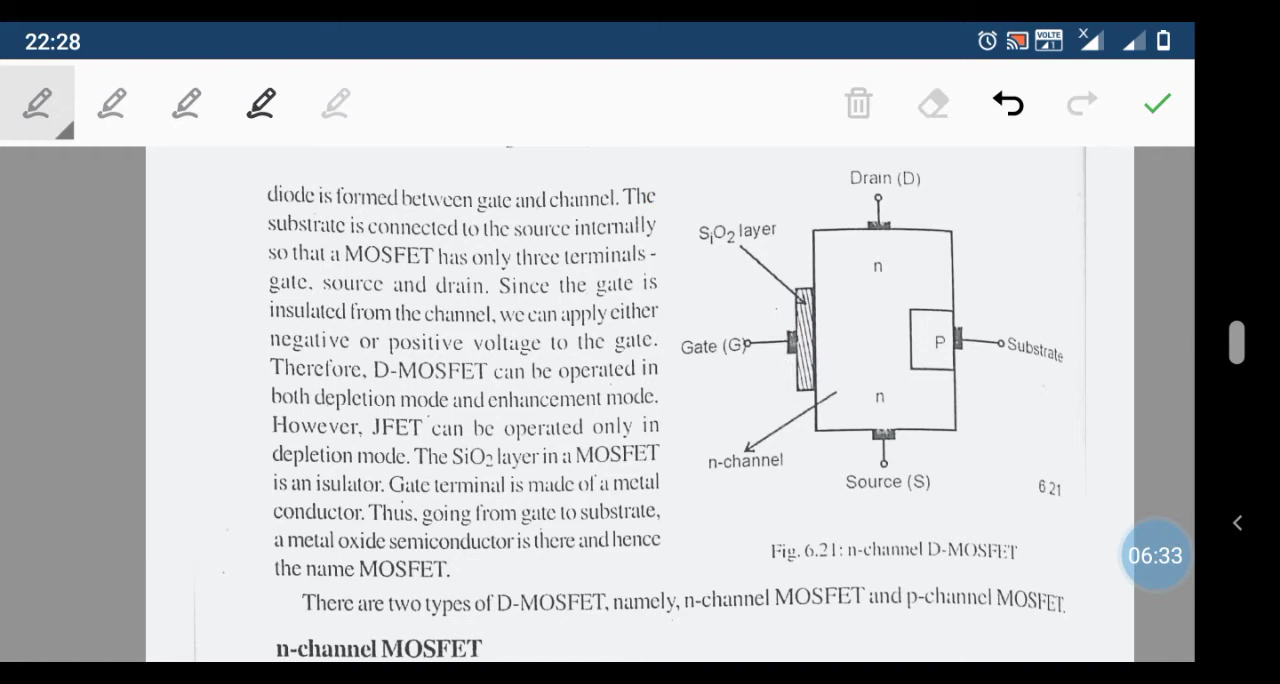 22:28
VOLTE
diode is formed between gate and channel. The
substrate is connected to the source internally
so that a MOSFET has only three terminals -
gate, source and drain. Since the gate is
insulated from the channel, we can apply either
negative or positive voltage to the gate.
Therefore, D-MOSFET can be operated in
both depletion mode and enhancement mode.
However, JFET can be operated only in
depletion mode. The SiO2 layer in a MOSFET
is an isulator. Gate terminal is made of a metal
conductor. Thus, going from gate to substrate,
a metal oxide semiconductor is there and hence
the name MOSFET.
Drain (D)
SiO2 layer
n
Gate (G)
P
Substrate
n
n-channel
Source (S)
6.21
Fig. 6.21: n-channel D-MOSFET
06:33
There are two types of D-MOSFET, namely, n-channel MOSFET and p-channel MOSFET.
n-channel MOSFET